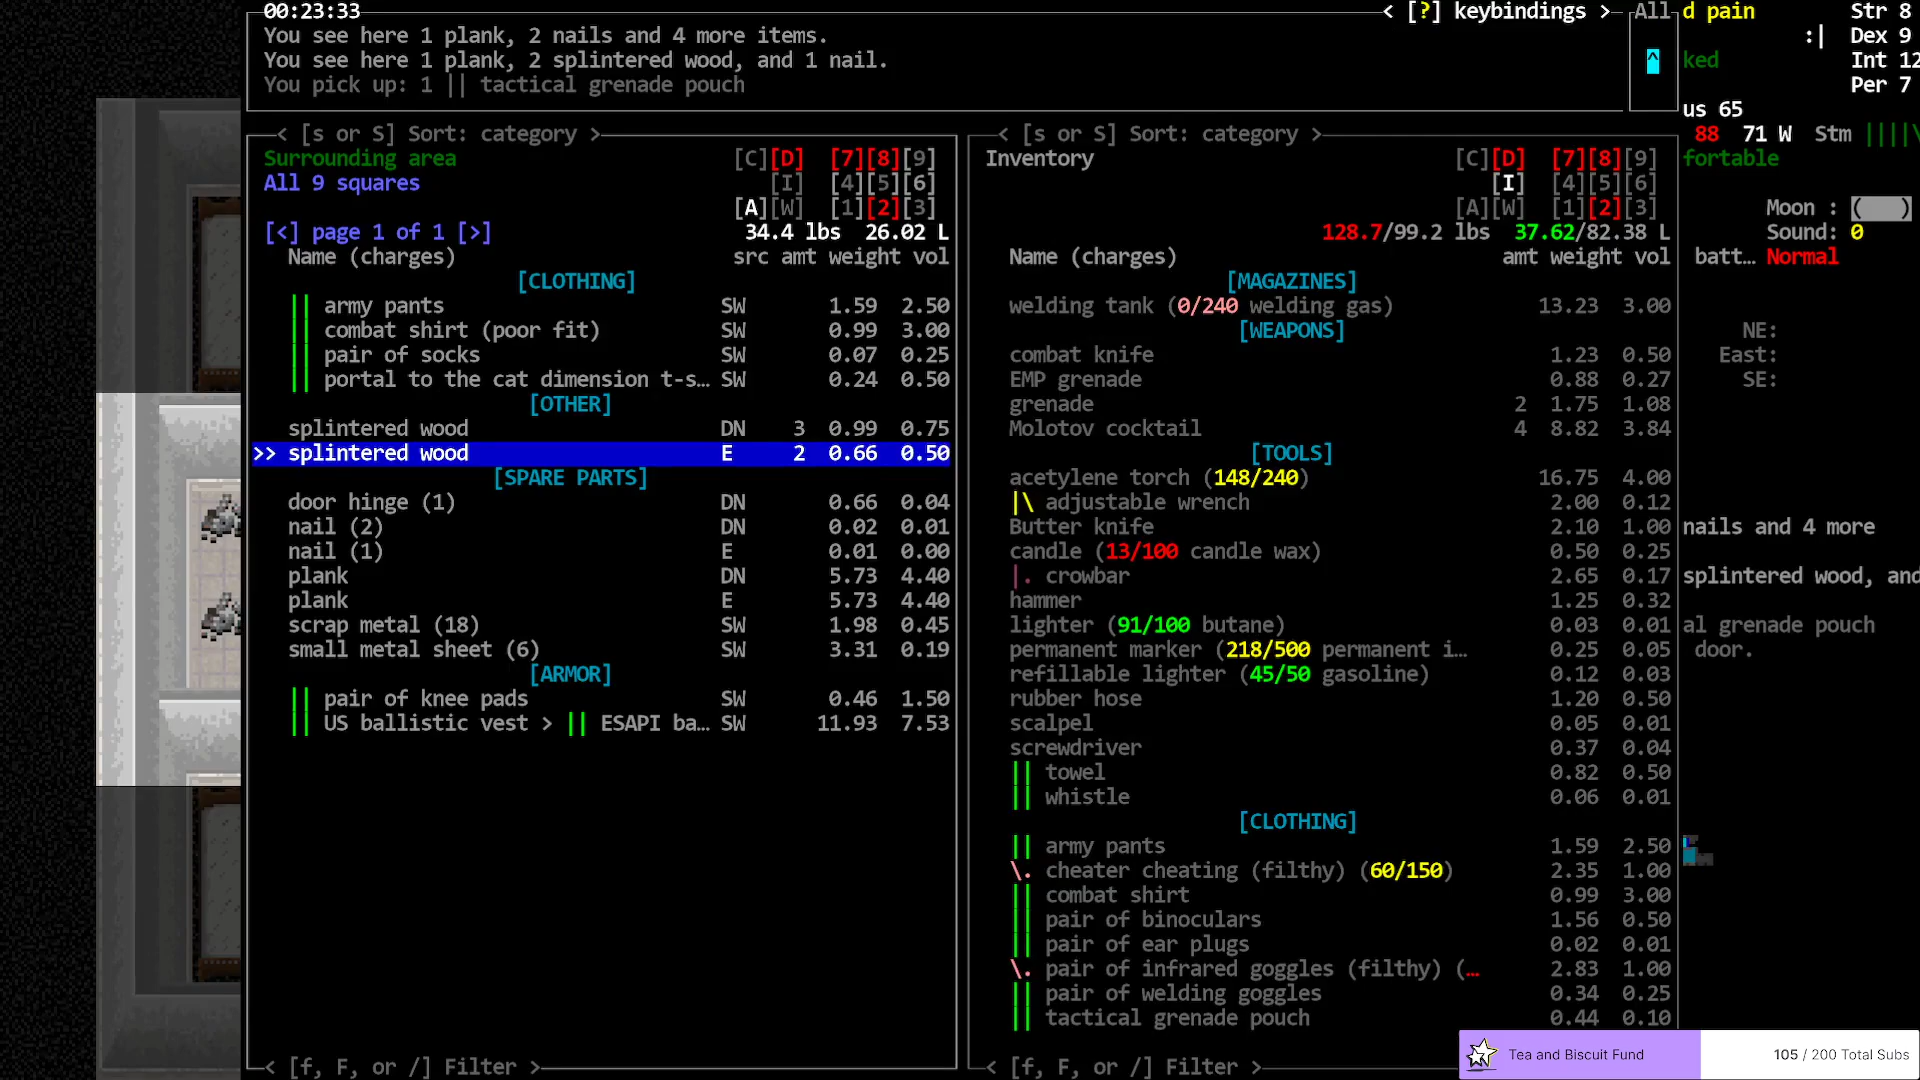 00:23:33
< [?] keybindings >
All
You see here 1 plank, 2 nails and 4 more items.
You see here 1 plank, 2 splintered wood, and 1 nail.
You pick up: 1 || tactical grenade pouch
^
d pain
:|
ked
Str 8
Dex 9
Int 12
Per 7
us 65
88 71 W Stm ||||\
fortable
Moon : ( )
Sound: 0
batt… Normal
NE:
East:
SE:
nails and 4 more
splintered wood, and
al grenade pouch
door.
< [s or S] Sort: category >
Surrounding area
All 9 squares
[C][D] [7][8][9]
[I] [4][5][6]
[A][W] [1][2][3]
[<] page 1 of 1 [>]
34.4 lbs 26.02 L
Name (charges) src amt weight vol
[CLOTHING]
|| army pants SW 1.59 2.50
|| combat shirt (poor fit) SW 0.99 3.00
|| pair of socks SW 0.07 0.25
|| portal to the cat dimension t-s… SW 0.24 0.50
[OTHER]
splintered wood DN 3 0.99 0.75
>> splintered wood E 2 0.66 0.50
[SPARE PARTS]
door hinge (1) DN 0.66 0.04
nail (2) DN 0.02 0.01
nail (1) E 0.01 0.00
plank DN 5.73 4.40
plank E 5.73 4.40
scrap metal (18) SW 1.98 0.45
small metal sheet (6) SW 3.31 0.19
[ARMOR]
|| pair of knee pads SW 0.46 1.50
|| US ballistic vest > || ESAPI ba… SW 11.93 7.53
< [f, F, or /] Filter >
< [s or S] Sort: category >
Inventory
[C][D] [7][8][9]
[I] [4][5][6]
[A][W] [1][2][3]
128.7/99.2 lbs 37.62/82.38 L
Name (charges) amt weight vol
[MAGAZINES]
welding tank (0/240 welding gas) 13.23 3.00
[WEAPONS]
combat knife 1.23 0.50
EMP grenade 0.88 0.27
grenade 2 1.75 1.08
Molotov cocktail 4 8.82 3.84
[TOOLS]
acetylene torch (148/240) 16.75 4.00
|\ adjustable wrench 2.00 0.12
Butter knife 2.10 1.00
candle (13/100 candle wax) 0.50 0.25
|. crowbar 2.65 0.17
hammer 1.25 0.32
lighter (91/100 butane) 0.03 0.01
permanent marker (218/500 permanent i… 0.25 0.05
refillable lighter (45/50 gasoline) 0.12 0.03
rubber hose 1.20 0.50
scalpel 0.05 0.01
screwdriver 0.37 0.04
|| towel 0.82 0.50
|| whistle 0.06 0.01
[CLOTHING]
|| army pants 1.59 2.50
\. cheater cheating (filthy) (60/150) 2.35 1.00
|| combat shirt 0.99 3.00
|| pair of binoculars 1.56 0.50
|| pair of ear plugs 0.02 0.01
\. pair of infrared goggles (filthy) (… 2.83 1.00
|| pair of welding goggles 0.34 0.25
|| tactical grenade pouch 0.44 0.10
< [f, F, or /] Filter >
Tea and Biscuit Fund
105 / 200 Total Subs